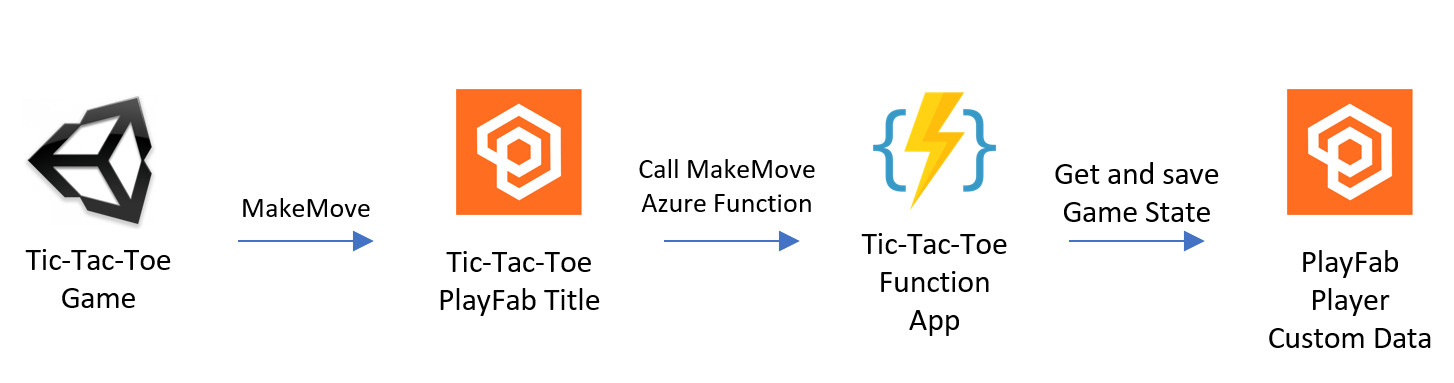 Tic-Tac-Toe
Game
MakeMove
Tic-Tac-Toe
PlayFab Title
Call MakeMove
Azure Function
Tic-Tac-Toe
Function
App
Get and save
Game State
PlayFab
Player
Custom Data